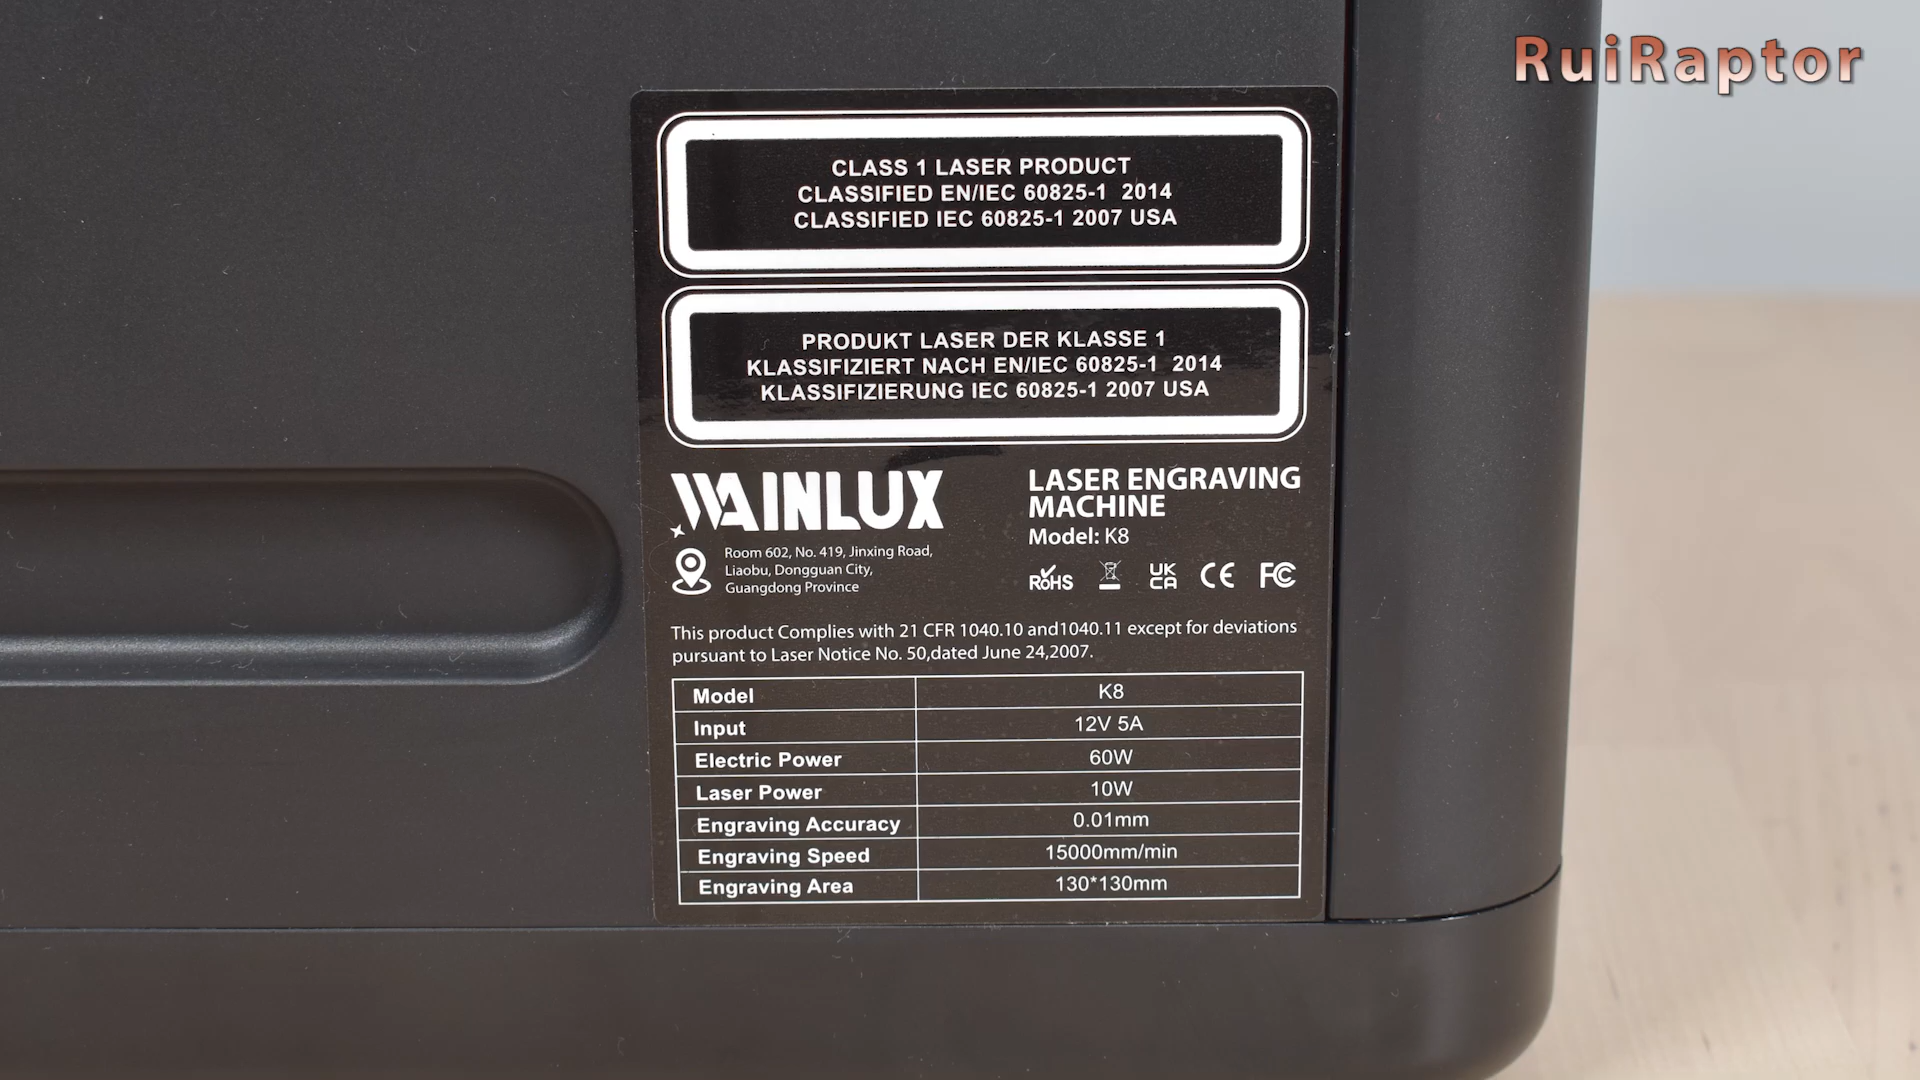 RuiRaptor
CLASS 1 LASER PRODUCT
CLASSIFIED EN/IEC 60825-1 2014
CLASSIFIED IEC 60825-1 2007 USA
PRODUKT LASER DER KLASSE 1
KLASSIFIZIERT NACH EN/IEC 60825-1 2014
KLASSIFIZIERUNG IEC 60825-1 2007 USA
WAINLUX
Room 602, No. 419, Jinxing Road,
Liaobu, Dongguan City,
Guangdong Province
LASER ENGRAVING
MACHINE
Model: K8
RoHS UK CA CE FC
This product Complies with 21 CFR 1040.10 and1040.11 except for deviations
pursuant to Laser Notice No. 50,dated June 24,2007.
Model K8
Input 12V 5A
Electric Power 60W
Laser Power 10W
Engraving Accuracy 0.01mm
Engraving Speed 15000mm/min
Engraving Area 130*130mm